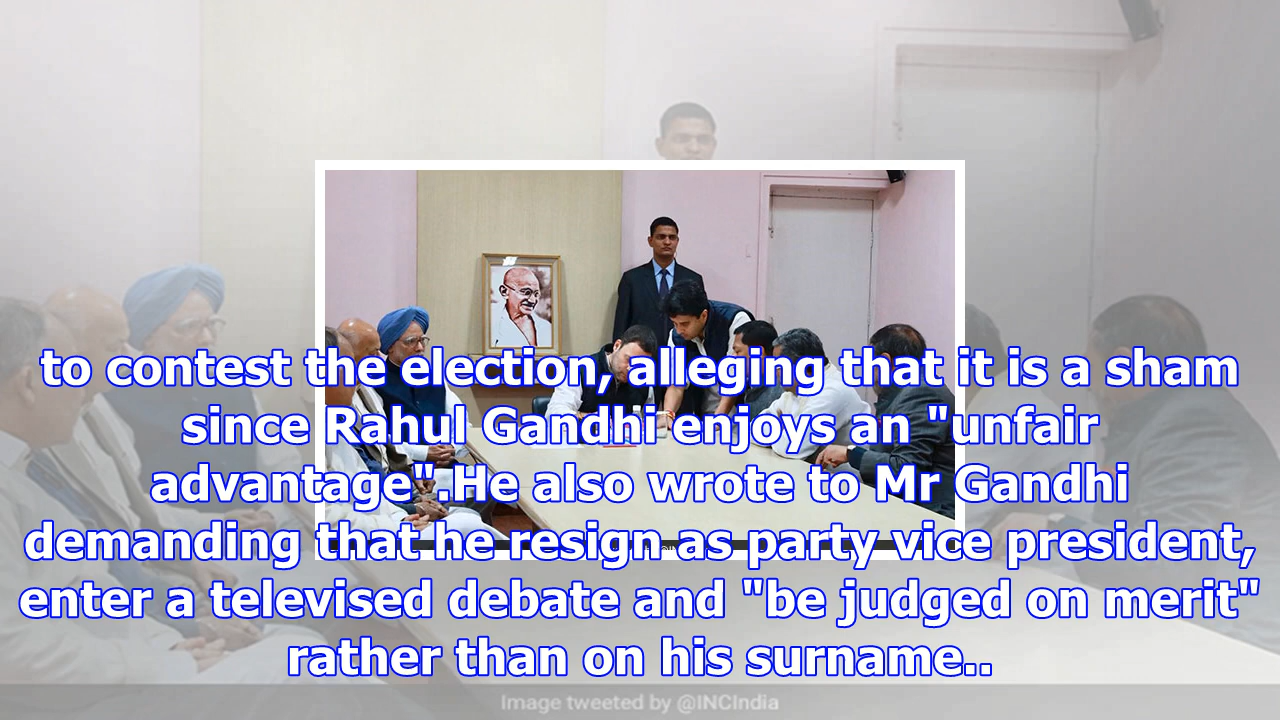 to contest the election, alleging that it is a sham
since Rahul Gandhi enjoys an "unfair
advantage".He also wrote to Mr Gandhi
demanding that he resign as party vice president,
enter a televised debate and "be judged on merit"
rather than on his surname..
Image tweeted by @INCIndia